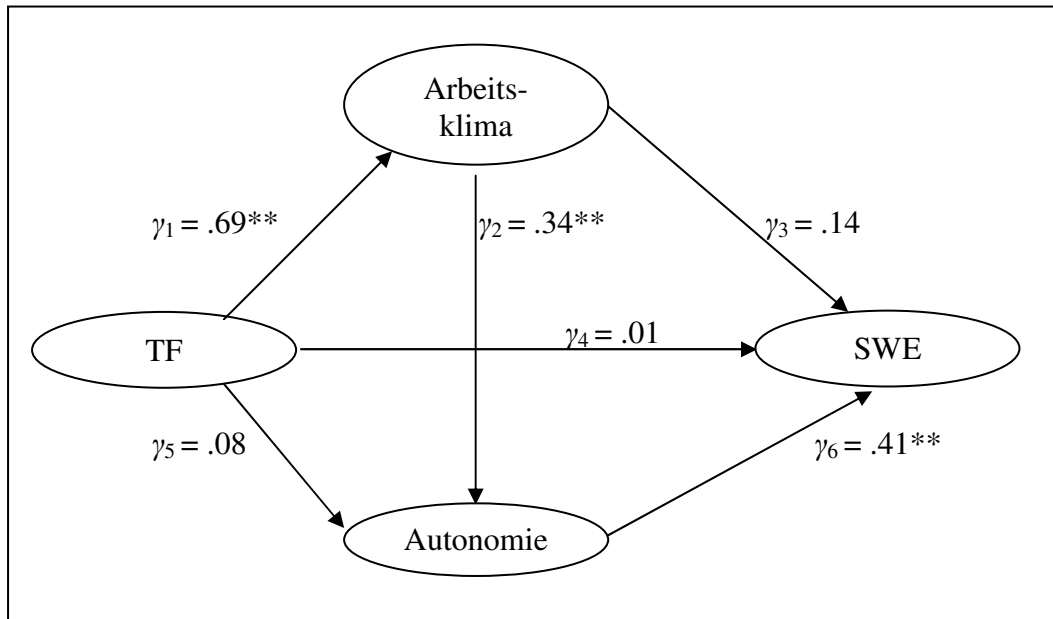 Arbeits-
klima
γ1 = .69**
γ2 = .34**
γ3 = .14
TF
γ4 = .01
SWE
γ5 = .08
γ6 = .41**
Autonomie